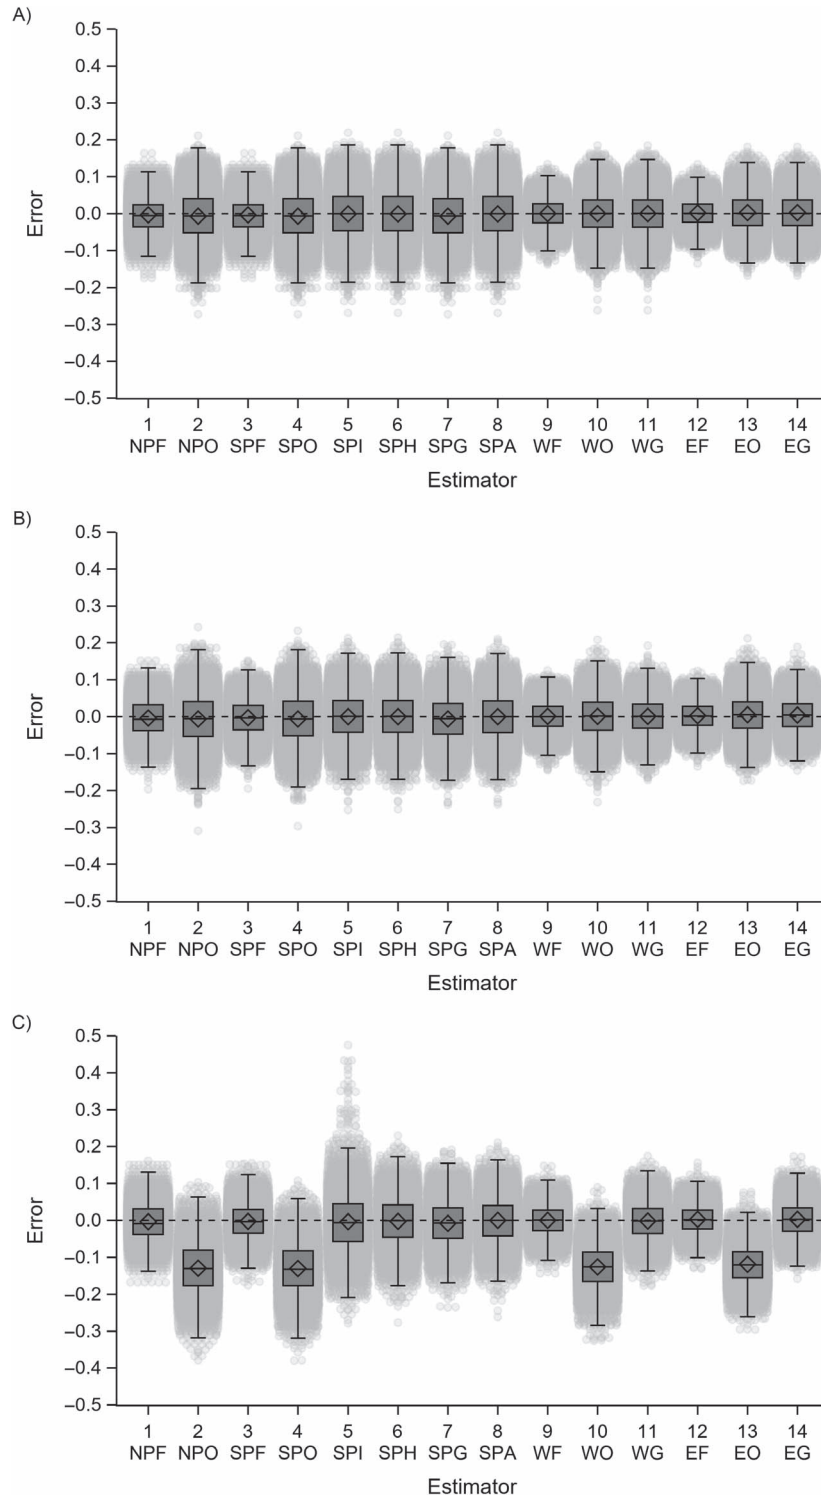 A)
0.5
0.4
0.3
0.2
0.1
0.0
−0.1
−0.2
−0.3
−0.4
−0.5
Error
1 2 3 4 5 6 7 8 9 10 11 12 13 14
NPF NPO SPF SPO SPI SPH SPG SPA WF WO WG EF EO EG
Estimator
B)
0.5
0.4
0.3
0.2
0.1
0.0
−0.1
−0.2
−0.3
−0.4
−0.5
Error
1 2 3 4 5 6 7 8 9 10 11 12 13 14
NPF NPO SPF SPO SPI SPH SPG SPA WF WO WG EF EO EG
Estimator
C)
0.5
0.4
0.3
0.2
0.1
0.0
−0.1
−0.2
−0.3
−0.4
−0.5
Error
1 2 3 4 5 6 7 8 9 10 11 12 13 14
NPF NPO SPF SPO SPI SPH SPG SPA WF WO WG EF EO EG
Estimator